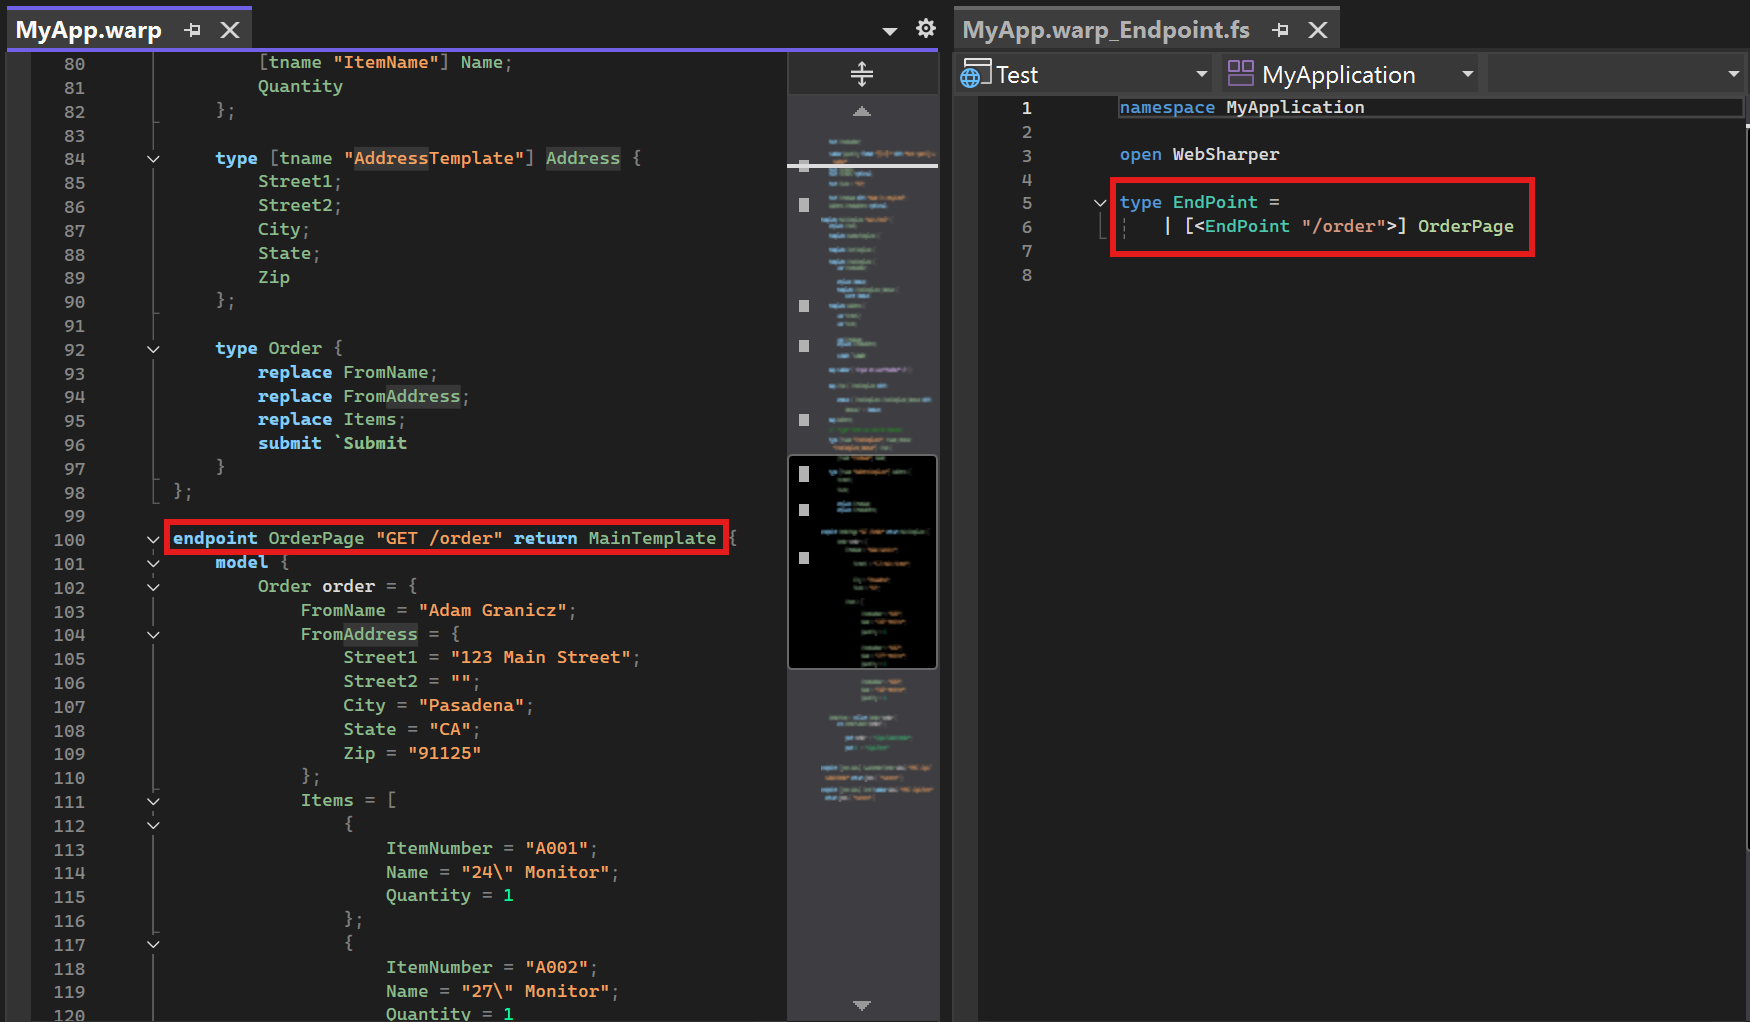 MyApp.warp
80 [tname "ItemName"] Name;
81 Quantity
82 };
83
84 type [tname "AddressTemplate"] Address {
85 Street1;
86 Street2;
87 City;
88 State;
89 Zip
90 };
91
92 type Order {
93 replace FromName;
94 replace FromAddress;
95 replace Items;
96 submit `Submit
97 }
98 };
99
100 endpoint OrderPage "GET /order" return MainTemplate {
101 model {
102 Order order = {
103 FromName = "Adam Granicz";
104 FromAddress = {
105 Street1 = "123 Main Street";
106 Street2 = "";
107 City = "Pasadena";
108 State = "CA";
109 Zip = "91125"
110 };
111 Items = [
112 {
113 ItemNumber = "A001";
114 Name = "24\" Monitor";
115 Quantity = 1
116 };
117 {
118 ItemNumber = "A002";
119 Name = "27\" Monitor";
120 Quantity = 1
MyApp.warp_Endpoint.fs
Test
MyApplication
1 namespace MyApplication
2
3 open WebSharper
4
5 type EndPoint =
6 | [<EndPoint "/order">] OrderPage
7
8